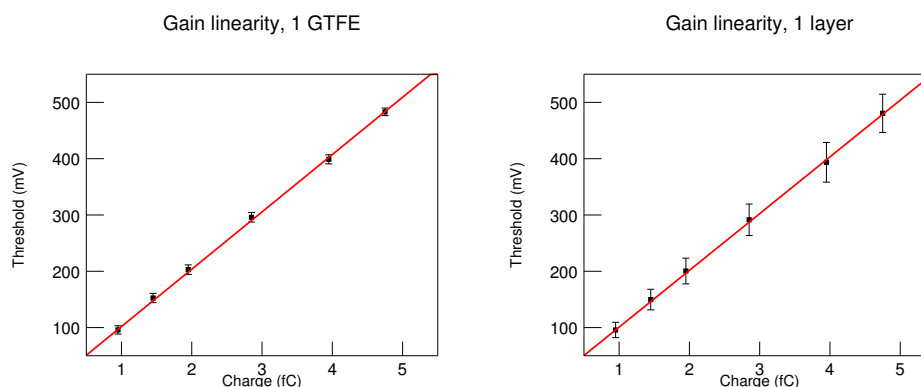 Gain linearity, 1 GTFE
Threshold (mV)
500
400
300
200
100
1 2 3 4 5
Charge (fC)
Gain linearity, 1 layer
Threshold (mV)
500
400
300
200
100
1 2 3 4 5
Charge (fC)